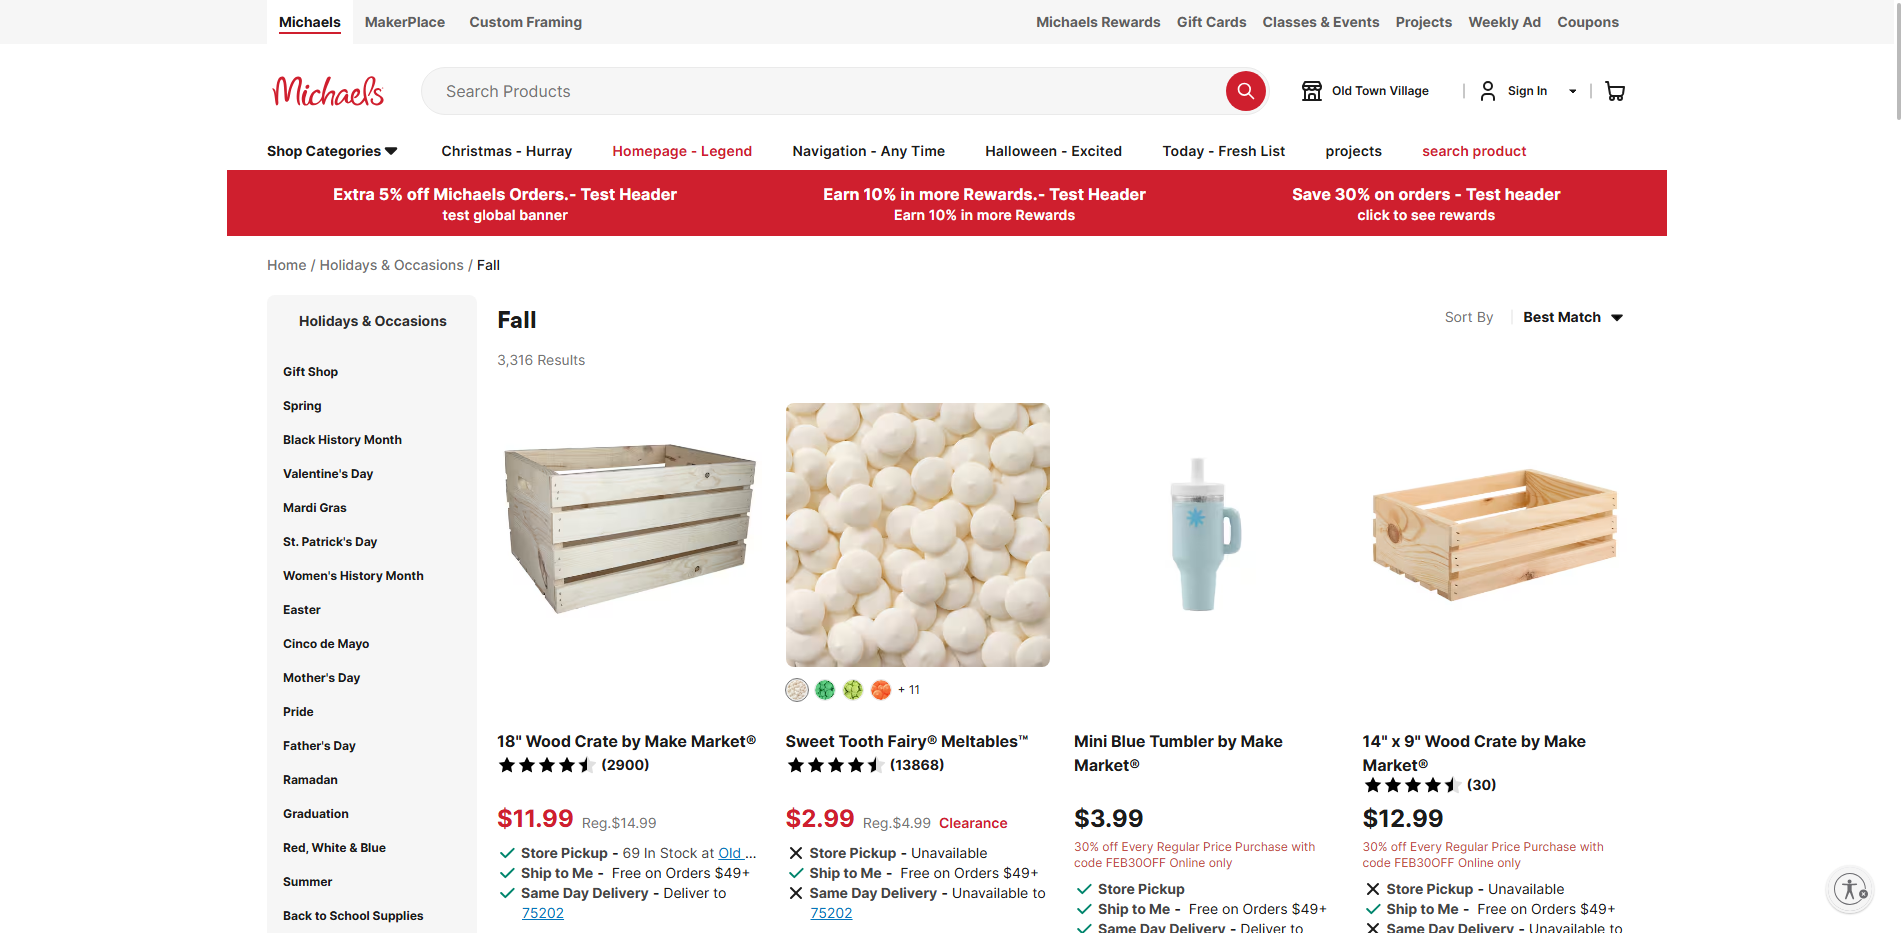 Michaels MakerPlace Custom Framing Michaels Rewards Gift Cards Classes & Events Projects Weekly Ad Coupons
Michaels Search Products Old Town Village Sign In
Shop Categories Christmas - Hurray Homepage - Legend Navigation - Any Time Halloween - Excited Today - Fresh List projects search product
Extra 5% off Michaels Orders.- Test Header
test global banner
Earn 10% in more Rewards.- Test Header
Earn 10% in more Rewards
Save 30% on orders - Test header
click to see rewards
Home / Holidays & Occasions / Fall
Holidays & Occasions
Gift Shop
Spring
Black History Month
Valentine's Day
Mardi Gras
St. Patrick's Day
Women's History Month
Easter
Cinco de Mayo
Mother's Day
Pride
Father's Day
Ramadan
Graduation
Red, White & Blue
Summer
Back to School Supplies
Fall
Sort By Best Match
3,316 Results
18" Wood Crate by Make Market®
(2900)
$11.99 Reg.$14.99
Store Pickup - 69 In Stock at Old ...
Ship to Me - Free on Orders $49+
Same Day Delivery - Deliver to
75202
+ 11
Sweet Tooth Fairy® Meltables™
(13868)
$2.99 Reg.$4.99 Clearance
Store Pickup - Unavailable
Ship to Me - Free on Orders $49+
Same Day Delivery - Unavailable to
75202
Mini Blue Tumbler by Make
Market®
$3.99
30% off Every Regular Price Purchase with
code FEB30OFF Online only
Store Pickup
Ship to Me - Free on Orders $49+
Same Day Delivery - Deliver to
14" x 9" Wood Crate by Make
Market®
(30)
$12.99
30% off Every Regular Price Purchase with
code FEB30OFF Online only
Store Pickup - Unavailable
Ship to Me - Free on Orders $49+
Same Day Delivery - Unavailable to